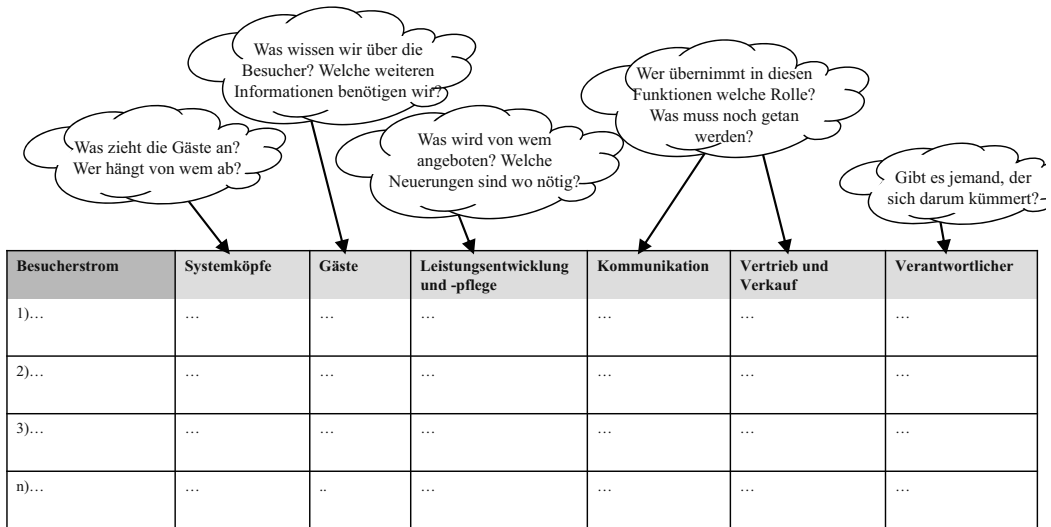 Was wissen wir über die
Besucher? Welche weiteren
Informationen benötigen wir?
Wer übernimmt in diesen
Funktionen welche Rolle?
Was muss noch getan
werden?
Was zieht die Gäste an?
Wer hängt von wem ab?
Was wird von wem
angeboten? Welche
Neuerungen sind wo nötig?
Gibt es jemand, der
sich darum kümmert?
Besucherstrom Systemköpfe Gäste Leistungsentwicklung und -pflege Kommunikation Vertrieb und Verkauf Verantwortlicher
1)… … … … … … …
2)… … … … … … …
3)… … … … … … …
n)… … .. … … … …